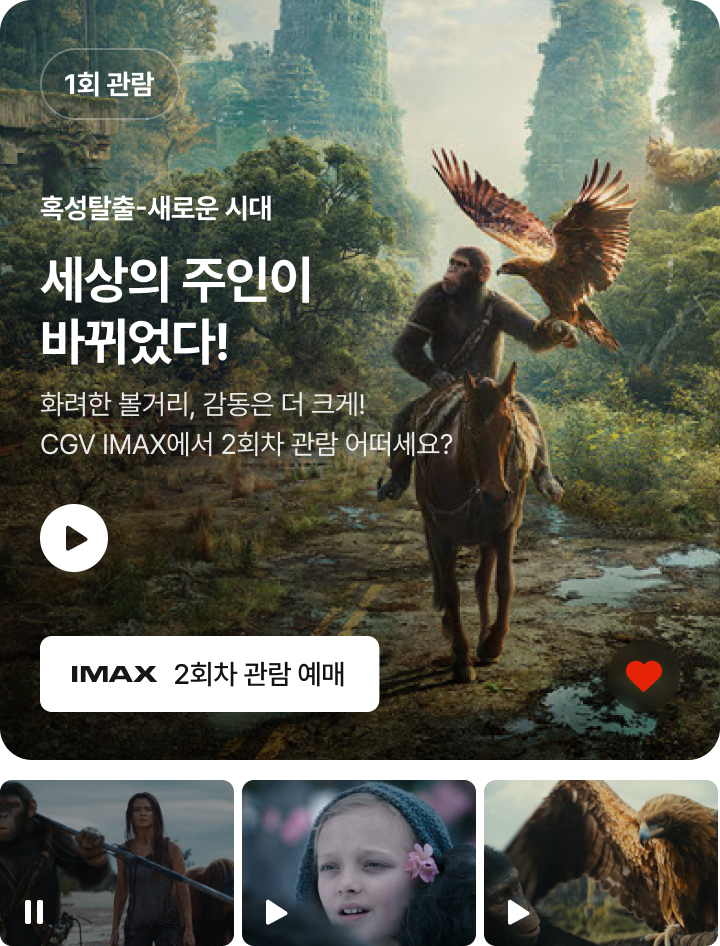 1회 관람
혹성탈출-새로운 시대
세상의 주인이
바뀌었다!
화려한 볼거리, 감동은 더 크게!
CGV IMAX에서 2회차 관람 어떠세요?
IMAX 2회차 관람 예매